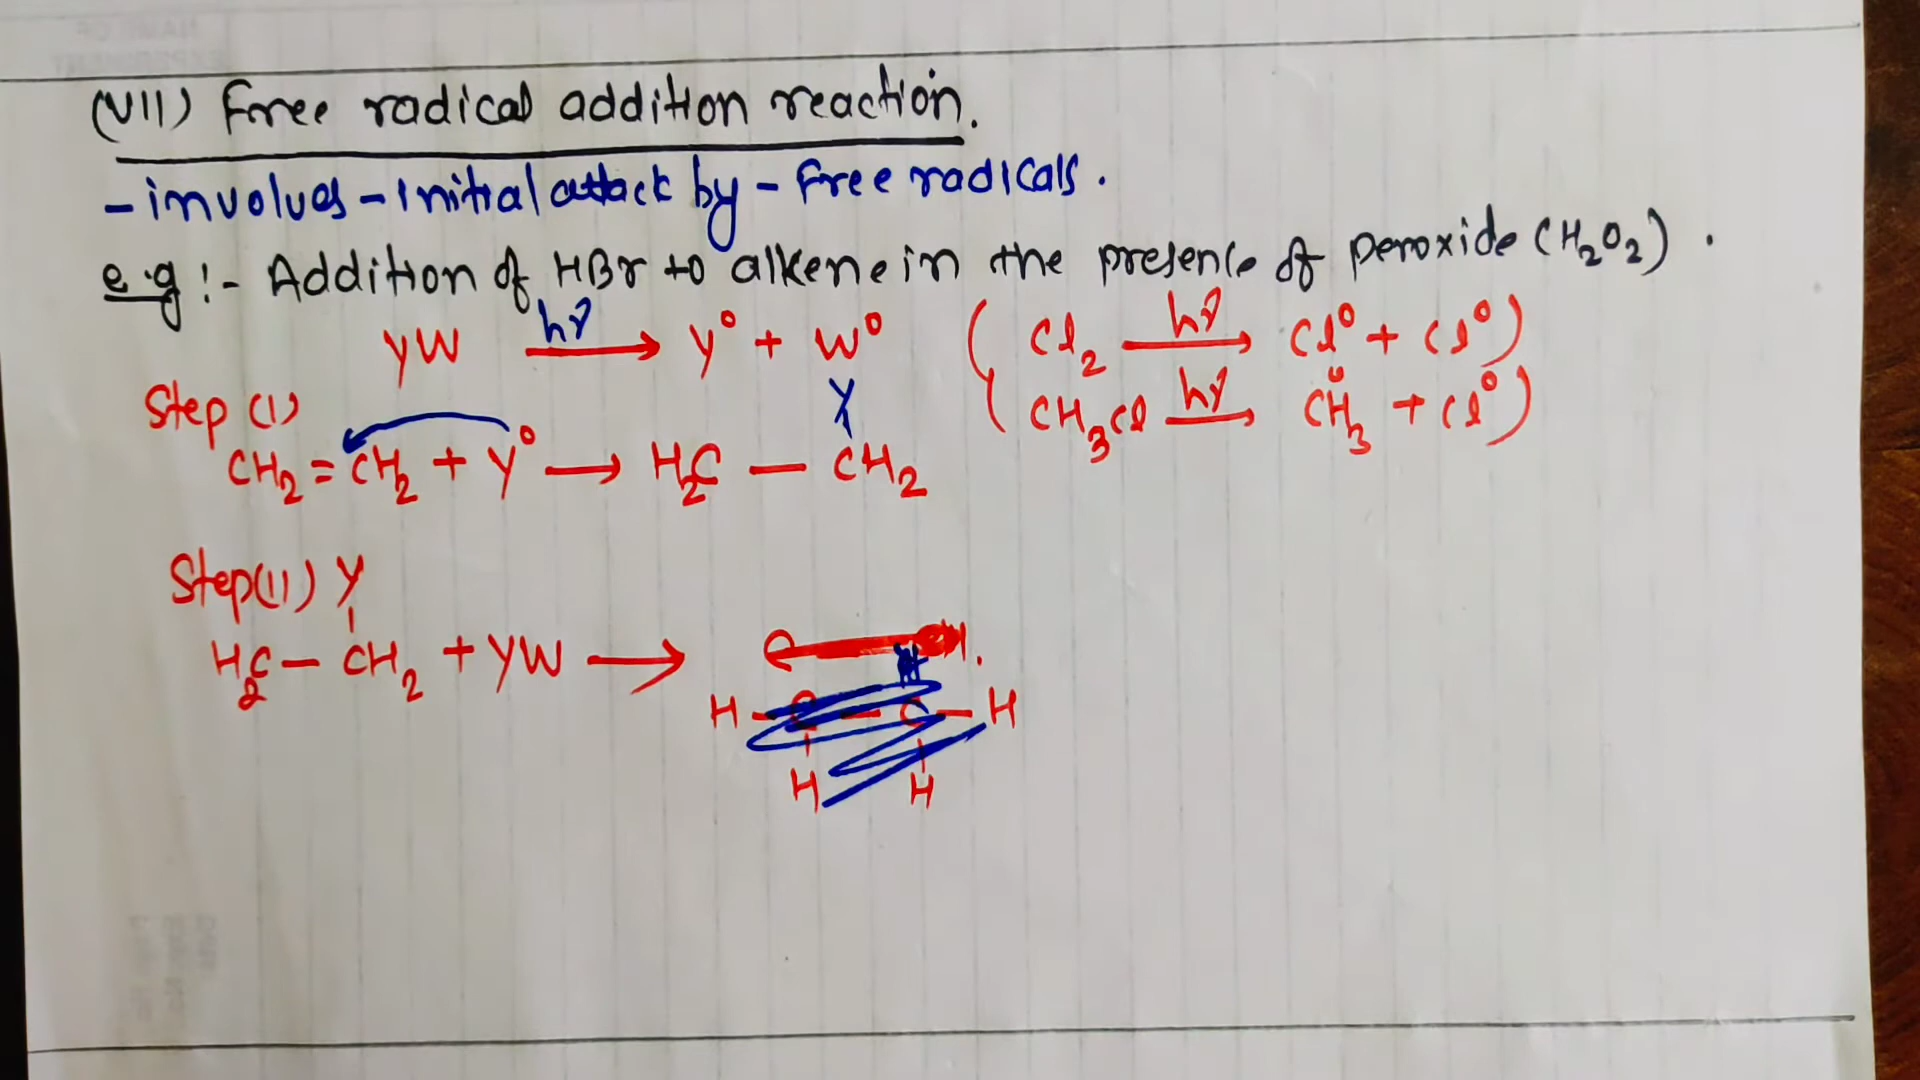 (VII) Free radical addition reaction.
- involves - initial attack by - free radicals.
e.g :- Addition of HBr to alkene in the presence of peroxide (H₂O₂).
YW —hν→ Y° + W° ( Cl₂ —hν→ Cl° + Cl° )
( CH₃Cl —hν→ CH₃° + Cl° )
Step (I)
Y
CH₂ = CH₂ + Y° → H₂C — CH₂
Step (II) Y
H₂C — CH₂ + YW →
H — C — C — H
H H